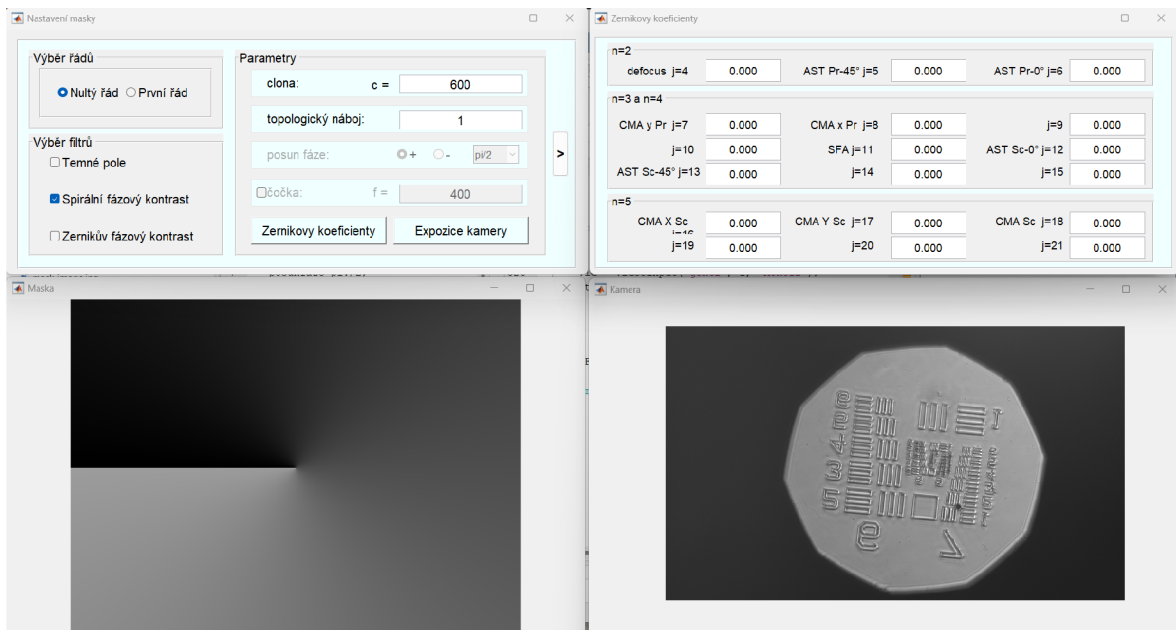 Nastavení masky
Výběr řádů
Nultý řád
První řád
Výběr filtrů
Temné pole
Spirální fázový kontrast
Zernikův fázový kontrast
Parametry
clona: c = 600
topologický náboj: 1
posun fáze: + - pi/2
čočka: f = 400
Zernikovy koeficienty
Expozice kamery
>
Zernikovy koeficienty
n=2
defocus j=4 0.000 AST Pr-45° j=5 0.000 AST Pr-0° j=6 0.000
n=3 a n=4
CMA y Pr j=7 0.000 CMA x Pr j=8 0.000 j=9 0.000
j=10 0.000 SFA j=11 0.000 AST Sc-0° j=12 0.000
AST Sc-45° j=13 0.000 j=14 0.000 j=15 0.000
n=5
CMA X Sc 0.000 CMA Y Sc j=17 0.000 CMA Sc j=18 0.000
j=19 0.000 j=20 0.000 j=21 0.000
Maska
Kamera